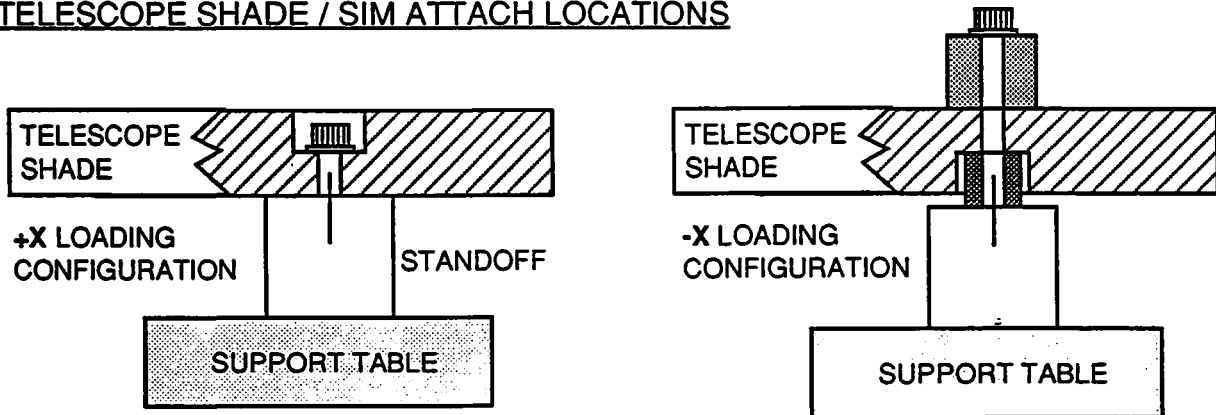 TELESCOPE SHADE / SIM ATTACH LOCATIONS
TELESCOPE
SHADE
+X LOADING
CONFIGURATION
STANDOFF
SUPPORT TABLE
TELESCOPE
SHADE
-X LOADING
CONFIGURATION
SUPPORT TABLE